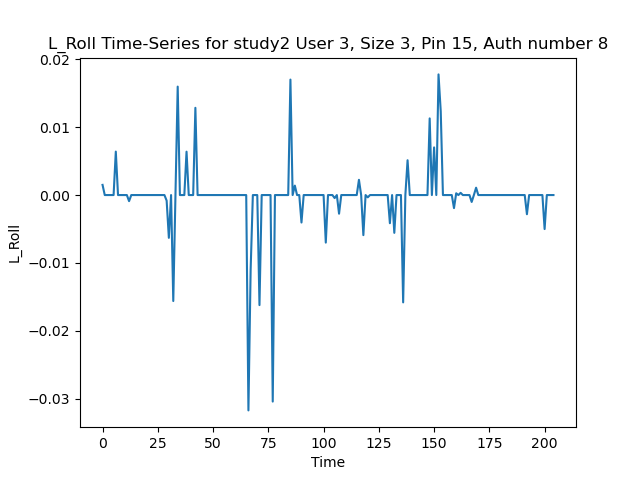 L_Roll Time-Series for study2 User 3, Size 3, Pin 15, Auth number 8
0.02
0.01
0.00
−0.01
−0.02
−0.03
L_Roll
0 25 50 75 100 125 150 175 200
Time